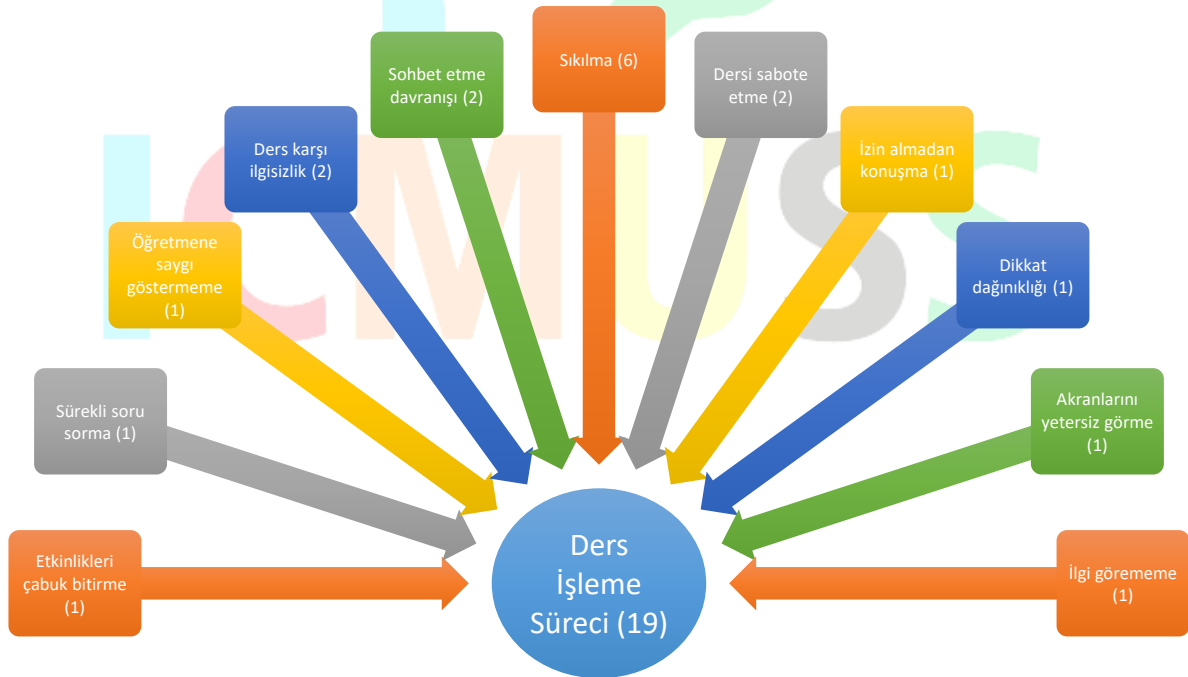 Sıkılma (6)
Sohbet etme
davranışı (2)
Dersi sabote
etme (2)
Ders karşı
ilgisizlik (2)
İzin almadan
konuşma (1)
Öğretmene
saygı
göstermeme
(1)
Dikkat
dağınıklığı (1)
Sürekli soru
sorma (1)
Akranlarını
yetersiz görme
(1)
Etkinlikleri
çabuk bitirme
(1)
İlgi görememe
(1)
Ders
İşleme
Süreci (19)
ICMUSS